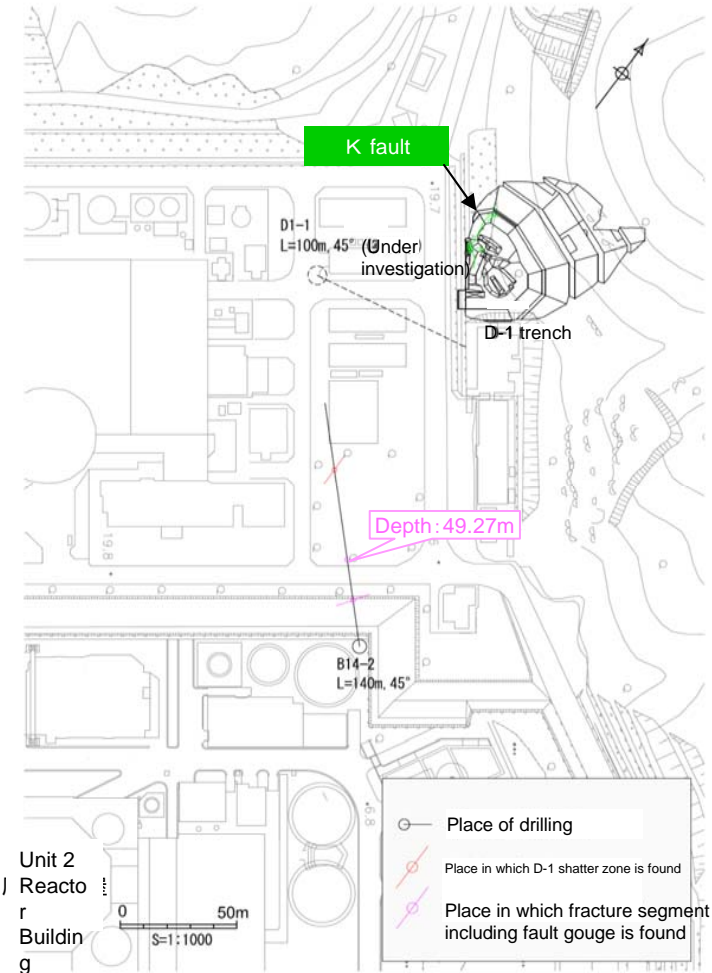 K fault
19.7
D1-1
L=100m, 45° (Under
investigation)
D-1 trench
Depth:49.27m
19.8
B14-2
L=140m, 45°
6.8
Place of drilling
Place in which D-1 shatter zone is found
Place in which fracture segment
including fault gouge is found
Unit 2
Reacto
r
Buildin
g
0 50m
S=1:1000